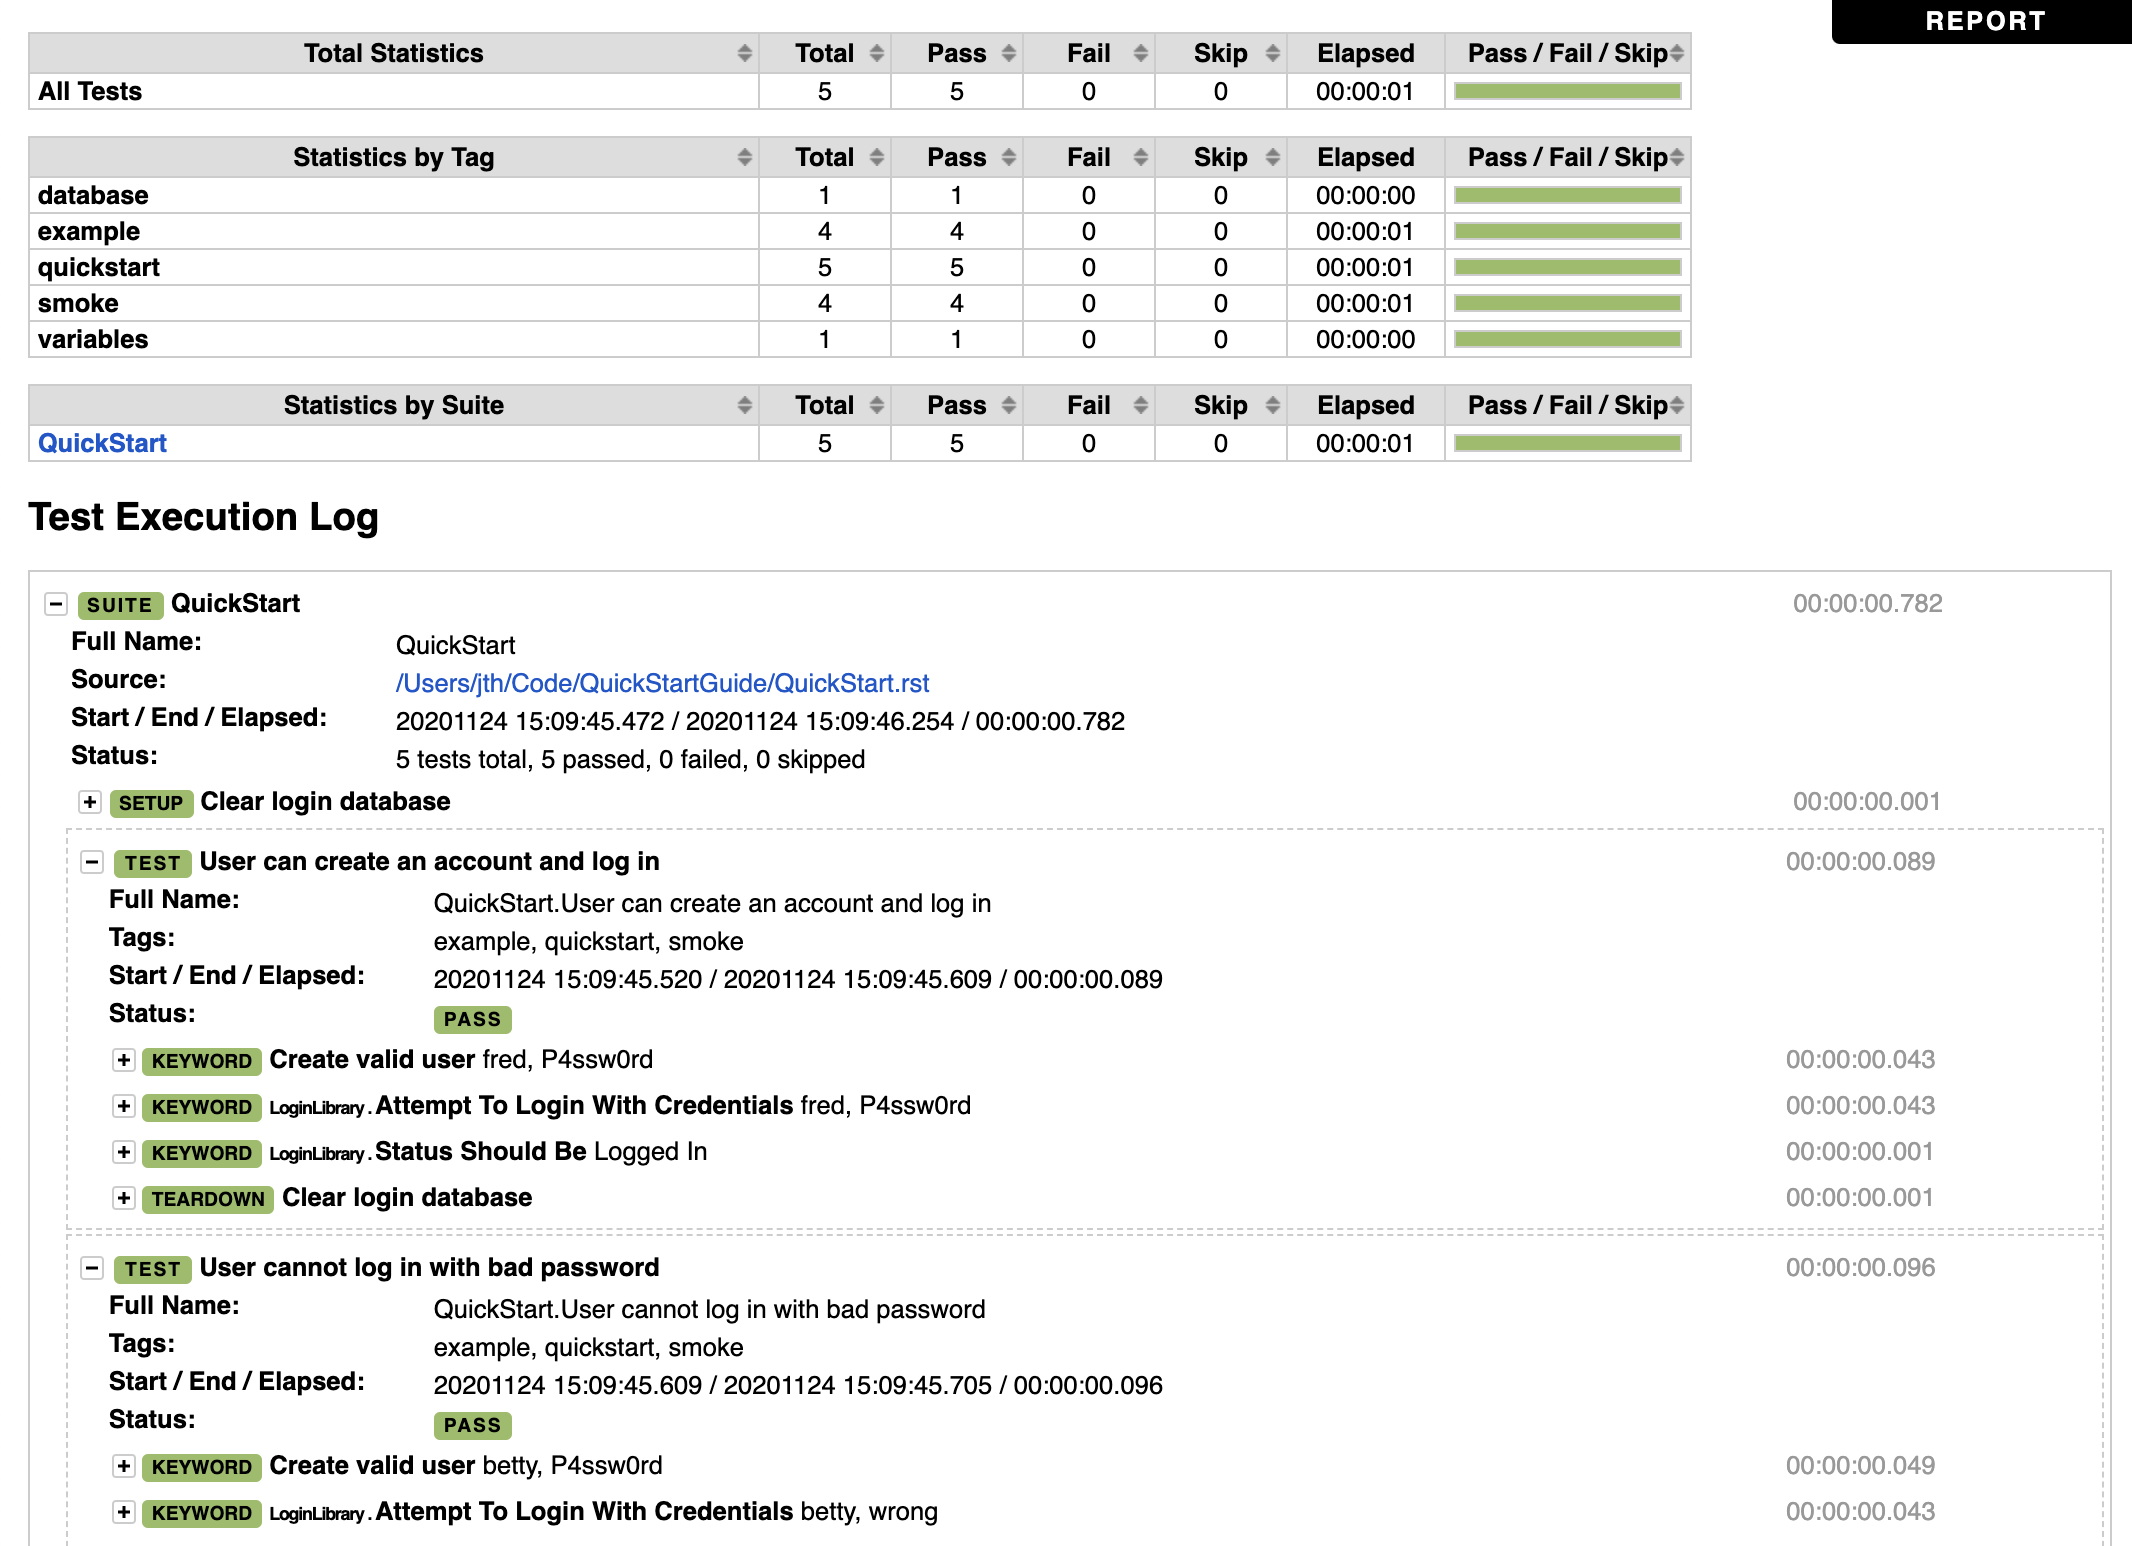 REPORT
Total Statistics Total Pass Fail Skip Elapsed Pass / Fail / Skip
All Tests 5 5 0 0 00:00:01
Statistics by Tag Total Pass Fail Skip Elapsed Pass / Fail / Skip
database 1 1 0 0 00:00:00
example 4 4 0 0 00:00:01
quickstart 5 5 0 0 00:00:01
smoke 4 4 0 0 00:00:01
variables 1 1 0 0 00:00:00
Statistics by Suite Total Pass Fail Skip Elapsed Pass / Fail / Skip
QuickStart 5 5 0 0 00:00:01
Test Execution Log
SUITE QuickStart 00:00:00.782
Full Name: QuickStart
Source: /Users/jth/Code/QuickStartGuide/QuickStart.rst
Start / End / Elapsed: 20201124 15:09:45.472 / 20201124 15:09:46.254 / 00:00:00.782
Status: 5 tests total, 5 passed, 0 failed, 0 skipped
SETUP Clear login database 00:00:00.001
TEST User can create an account and log in 00:00:00.089
Full Name: QuickStart.User can create an account and log in
Tags: example, quickstart, smoke
Start / End / Elapsed: 20201124 15:09:45.520 / 20201124 15:09:45.609 / 00:00:00.089
Status: PASS
KEYWORD Create valid user fred, P4ssw0rd 00:00:00.043
KEYWORD LoginLibrary.Attempt To Login With Credentials fred, P4ssw0rd 00:00:00.043
KEYWORD LoginLibrary.Status Should Be Logged In 00:00:00.001
TEARDOWN Clear login database 00:00:00.001
TEST User cannot log in with bad password 00:00:00.096
Full Name: QuickStart.User cannot log in with bad password
Tags: example, quickstart, smoke
Start / End / Elapsed: 20201124 15:09:45.609 / 20201124 15:09:45.705 / 00:00:00.096
Status: PASS
KEYWORD Create valid user betty, P4ssw0rd 00:00:00.049
KEYWORD LoginLibrary.Attempt To Login With Credentials betty, wrong 00:00:00.043